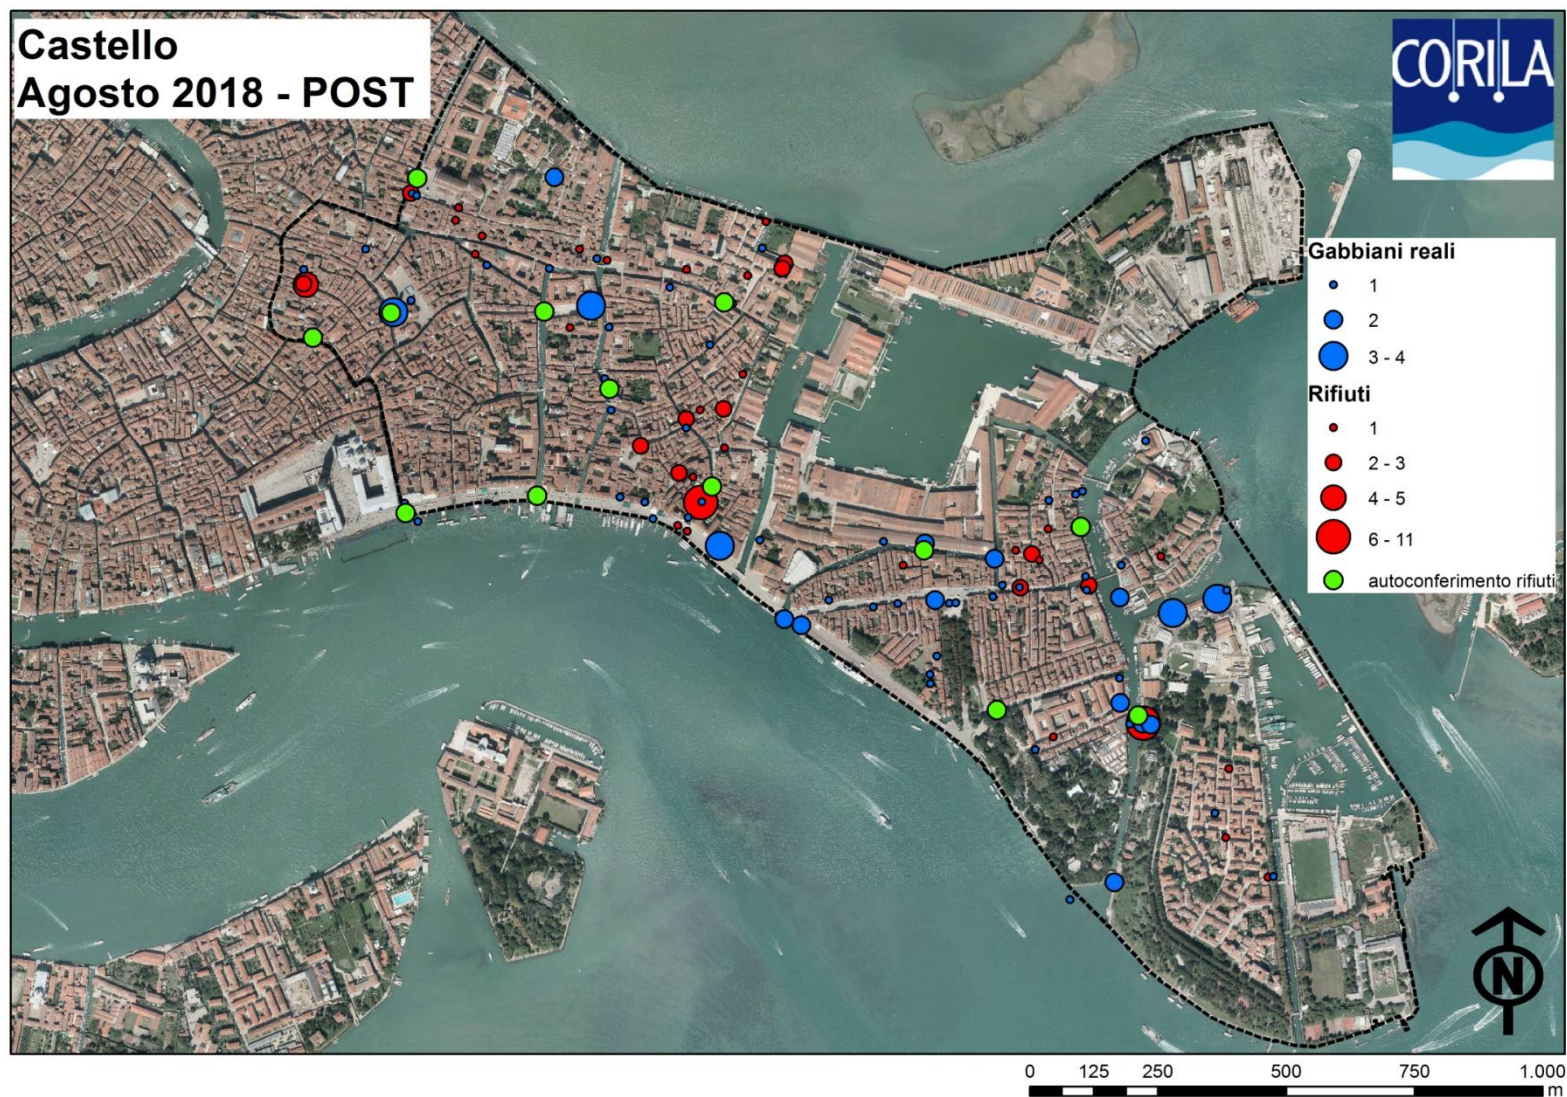 Castello
Agosto 2018 - POST
CORILA
Gabbiani reali
1
2
3 - 4
Rifiuti
1
2 - 3
4 - 5
6 - 11
autoconferimento rifiuti
N
0 125 250 500 750 1.000
m